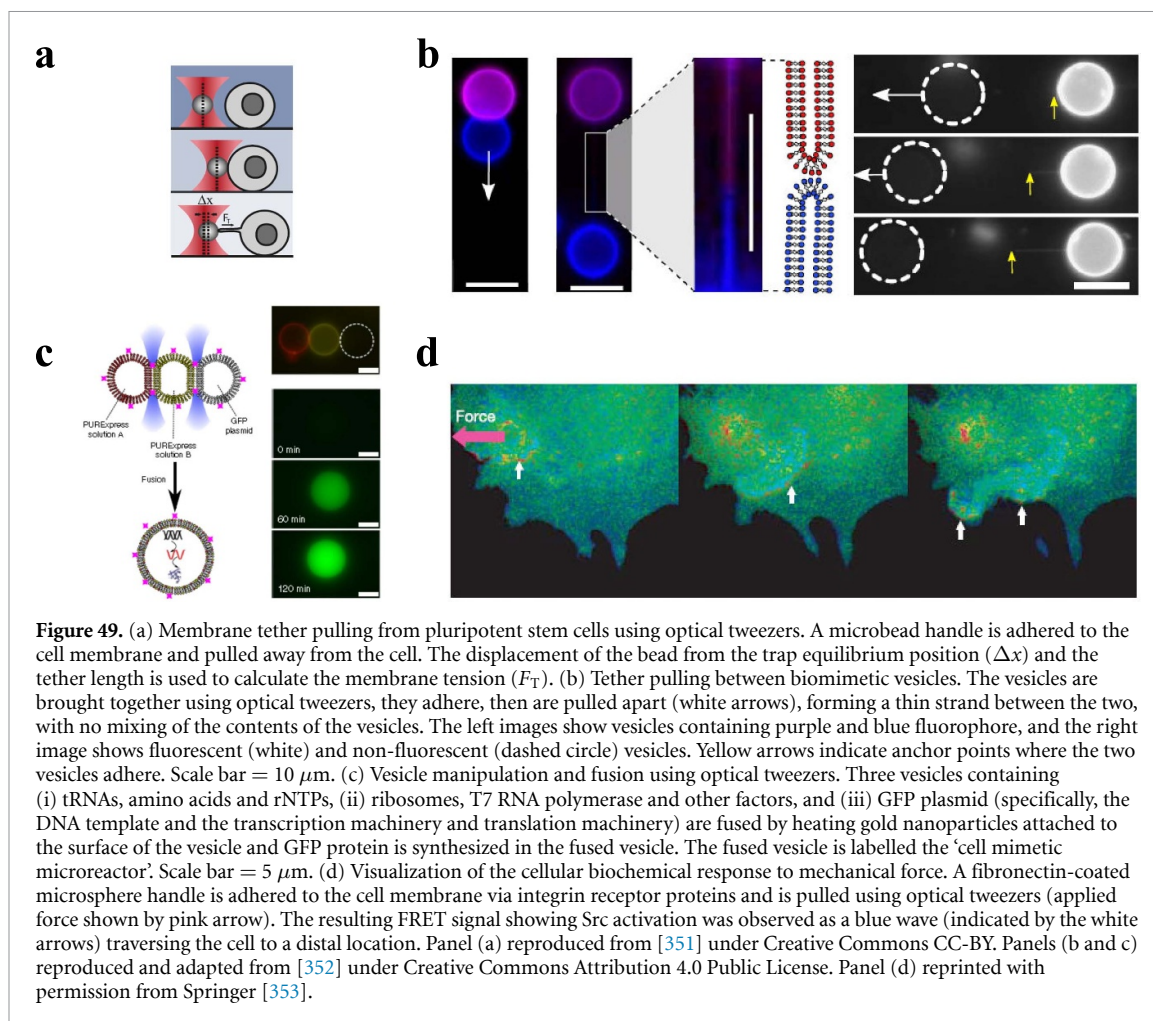 a
b
Δx
F_T
c
PURExpress
solution A
PURExpress
solution B
GFP
plasmid
Fusion
0 min
60 min
120 min
d
Force
Figure 49. (a) Membrane tether pulling from pluripotent stem cells using optical tweezers. A microbead handle is adhered to the
cell membrane and pulled away from the cell. The displacement of the bead from the trap equilibrium position (Δx) and the
tether length is used to calculate the membrane tension (F_T). (b) Tether pulling between biomimetic vesicles. The vesicles are
brought together using optical tweezers, they adhere, then are pulled apart (white arrows), forming a thin strand between the two,
with no mixing of the contents of the vesicles. The left images show vesicles containing purple and blue fluorophore, and the right
image shows fluorescent (white) and non-fluorescent (dashed circle) vesicles. Yellow arrows indicate anchor points where the two
vesicles adhere. Scale bar = 10 μm. (c) Vesicle manipulation and fusion using optical tweezers. Three vesicles containing
(i) tRNAs, amino acids and rNTPs, (ii) ribosomes, T7 RNA polymerase and other factors, and (iii) GFP plasmid (specifically, the
DNA template and the transcription machinery and translation machinery) are fused by heating gold nanoparticles attached to
the surface of the vesicle and GFP protein is synthesized in the fused vesicle. The fused vesicle is labelled the ‘cell mimetic
microreactor’. Scale bar = 5 μm. (d) Visualization of the cellular biochemical response to mechanical force. A fibronectin-coated
microsphere handle is adhered to the cell membrane via integrin receptor proteins and is pulled using optical tweezers (applied
force shown by pink arrow). The resulting FRET signal showing Src activation was observed as a blue wave (indicated by the white
arrows) traversing the cell to a distal location. Panel (a) reproduced from [351] under Creative Commons CC-BY. Panels (b and c)
reproduced and adapted from [352] under Creative Commons Attribution 4.0 Public License. Panel (d) reprinted with
permission from Springer [353].